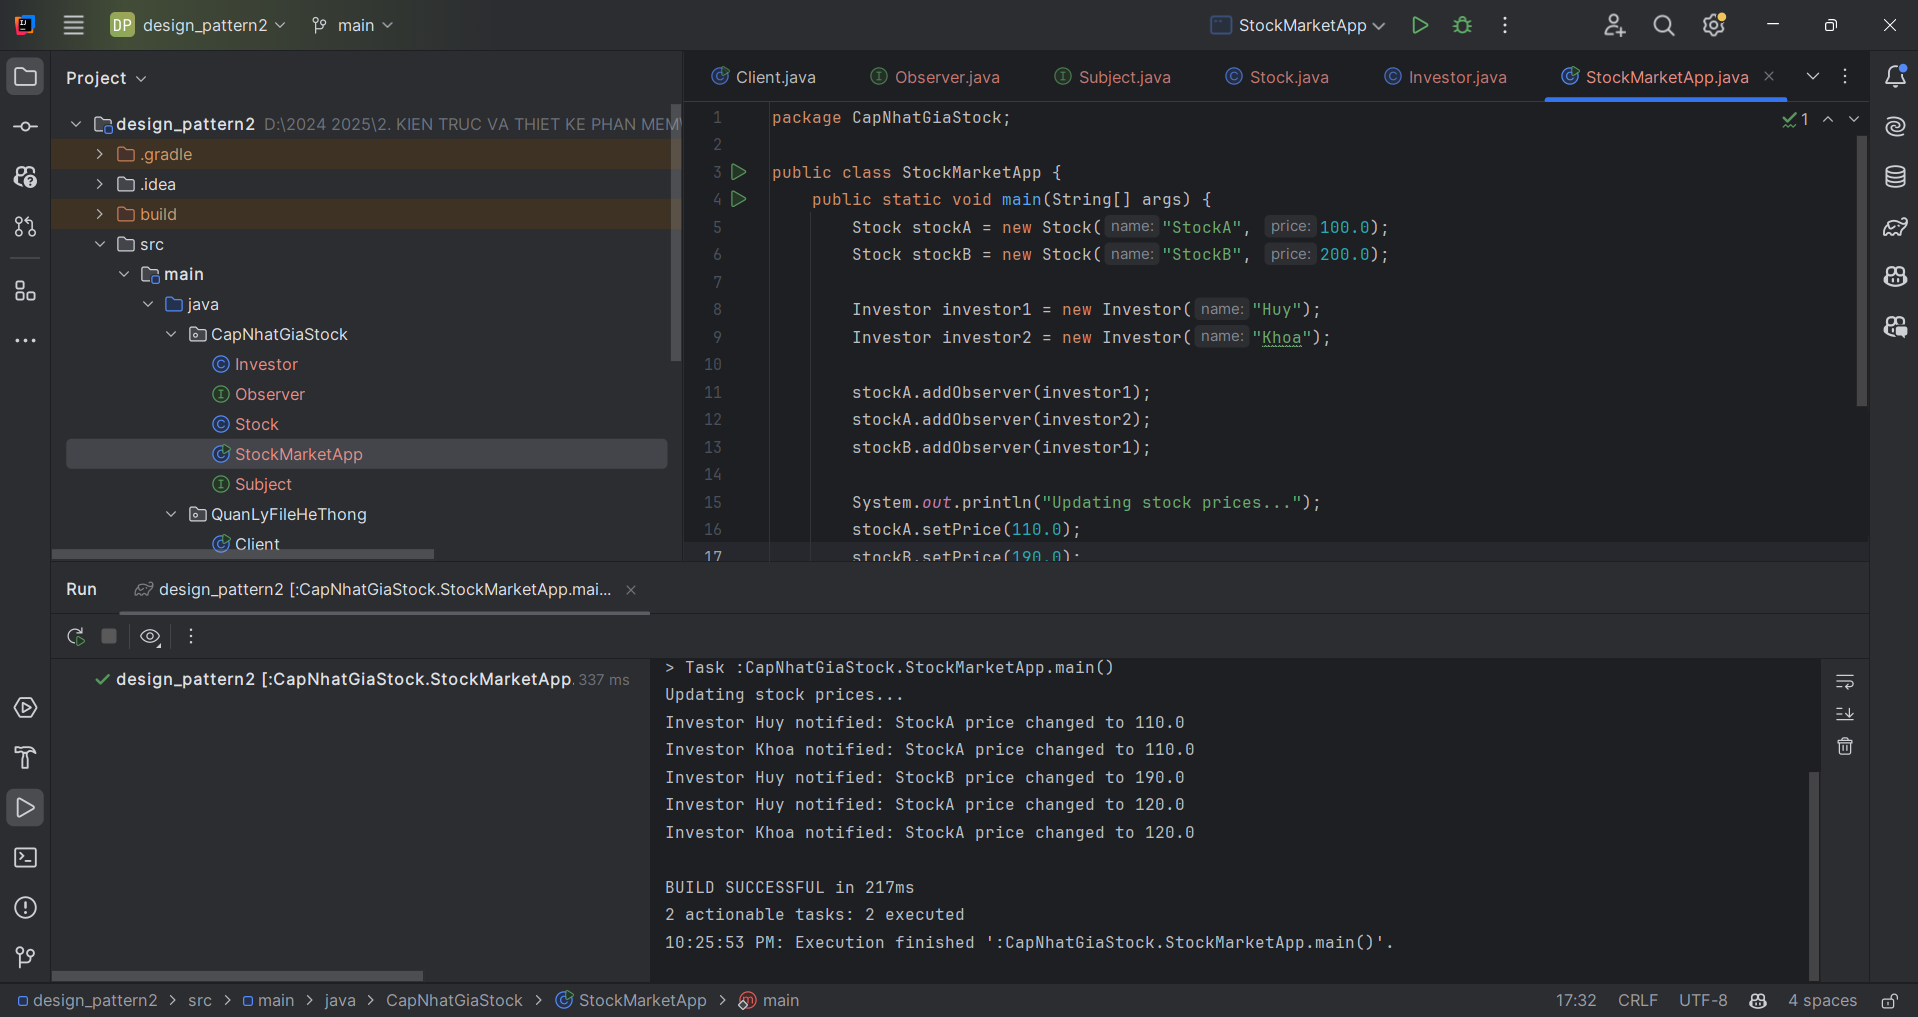 DP design_pattern2 main StockMarketApp
Project
design_pattern2 D:\2024 2025\2. KIEN TRUC VA THIET KE PHAN MEM\
.gradle
.idea
build
src
main
java
CapNhatGiaStock
Investor
Observer
Stock
StockMarketApp
Subject
QuanLyFileHeThong
Client
Client.java Observer.java Subject.java Stock.java Investor.java StockMarketApp.java
1
1 package CapNhatGiaStock;
2
3 public class StockMarketApp {
4 public static void main(String[] args) {
5 Stock stockA = new Stock( name: "StockA", price: 100.0);
6 Stock stockB = new Stock( name: "StockB", price: 200.0);
7
8 Investor investor1 = new Investor( name: "Huy");
9 Investor investor2 = new Investor( name: "Khoa");
10
11 stockA.addObserver(investor1);
12 stockA.addObserver(investor2);
13 stockB.addObserver(investor1);
14
15 System.out.println("Updating stock prices...");
16 stockA.setPrice(110.0);
17 stockB.setPrice(190.0);
Run design_pattern2 [:CapNhatGiaStock.StockMarketApp.mai...
design_pattern2 [:CapNhatGiaStock.StockMarketApp. 337 ms
> Task :CapNhatGiaStock.StockMarketApp.main()
Updating stock prices...
Investor Huy notified: StockA price changed to 110.0
Investor Khoa notified: StockA price changed to 110.0
Investor Huy notified: StockB price changed to 190.0
Investor Huy notified: StockA price changed to 120.0
Investor Khoa notified: StockA price changed to 120.0
BUILD SUCCESSFUL in 217ms
2 actionable tasks: 2 executed
10:25:53 PM: Execution finished ':CapNhatGiaStock.StockMarketApp.main()'.
design_pattern2 > src > main > java > CapNhatGiaStock > StockMarketApp > main 17:32 CRLF UTF-8 4 spaces